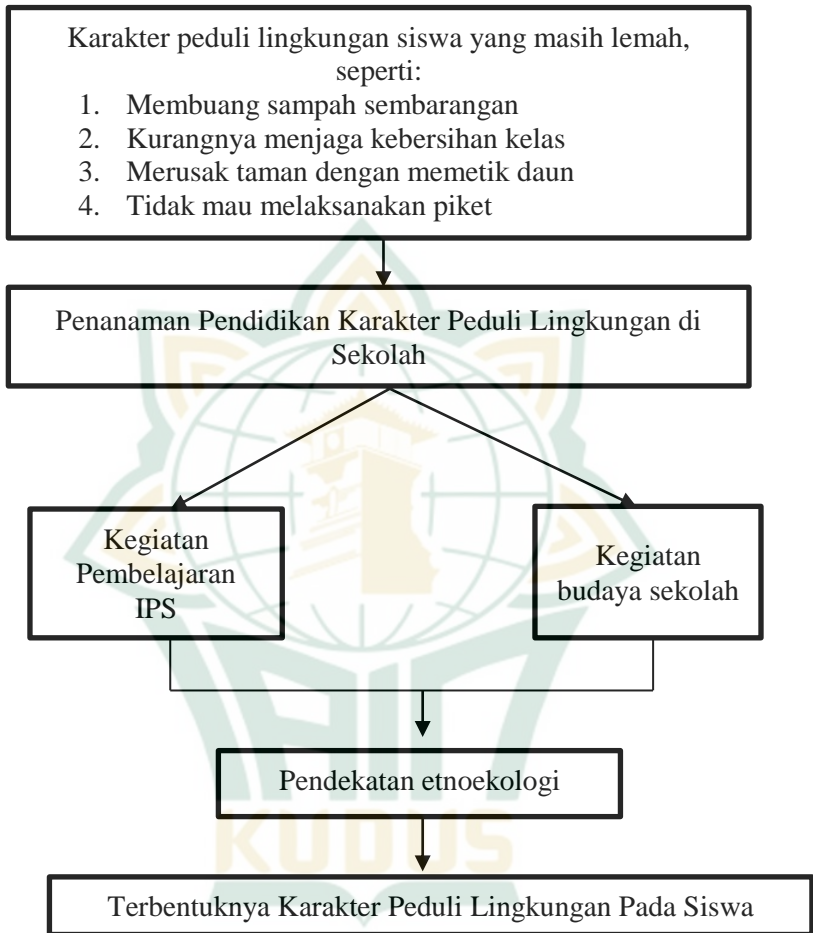 Karakter peduli lingkungan siswa yang masih lemah,
seperti:
1. Membuang sampah sembarangan
2. Kurangnya menjaga kebersihan kelas
3. Merusak taman dengan memetik daun
4. Tidak mau melaksanakan piket
Penanaman Pendidikan Karakter Peduli Lingkungan di
Sekolah
Kegiatan
Pembelajaran
IPS
Kegiatan
budaya sekolah
Pendekatan etnoekologi
IAIN
KUDUS
Terbentuknya Karakter Peduli Lingkungan Pada Siswa